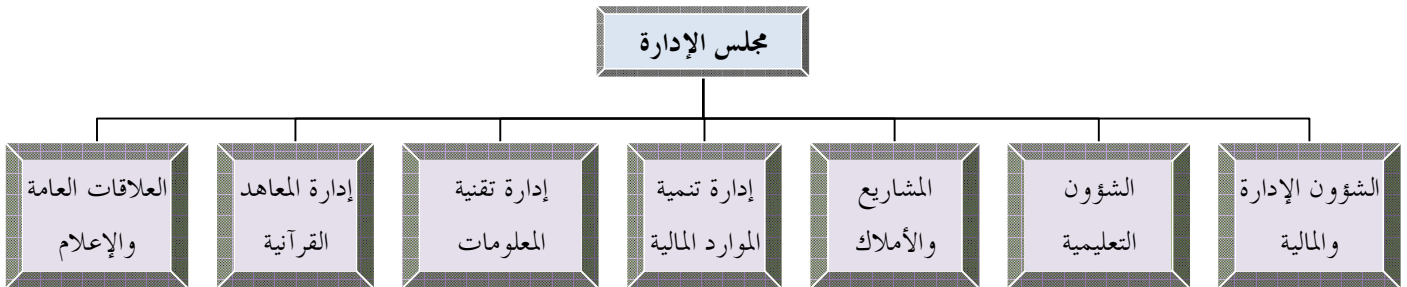 مجلس الإدارة
الشؤون الإدارة
والمالية
الشؤون
التعليمية
المشاريع
والأملاك
إدارة تنمية
الموارد المالية
إدارة تقنية
المعلومات
إدارة المعاهد
القرآنية
العلاقات العامة
والإعلام